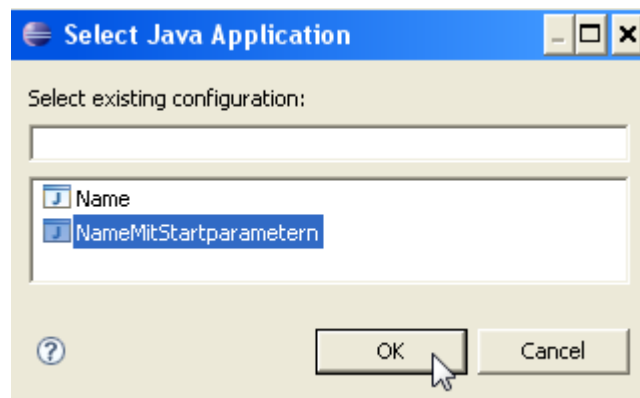 Select Java Application
Select existing configuration:
Name
NameMitStartparametern
OK
Cancel